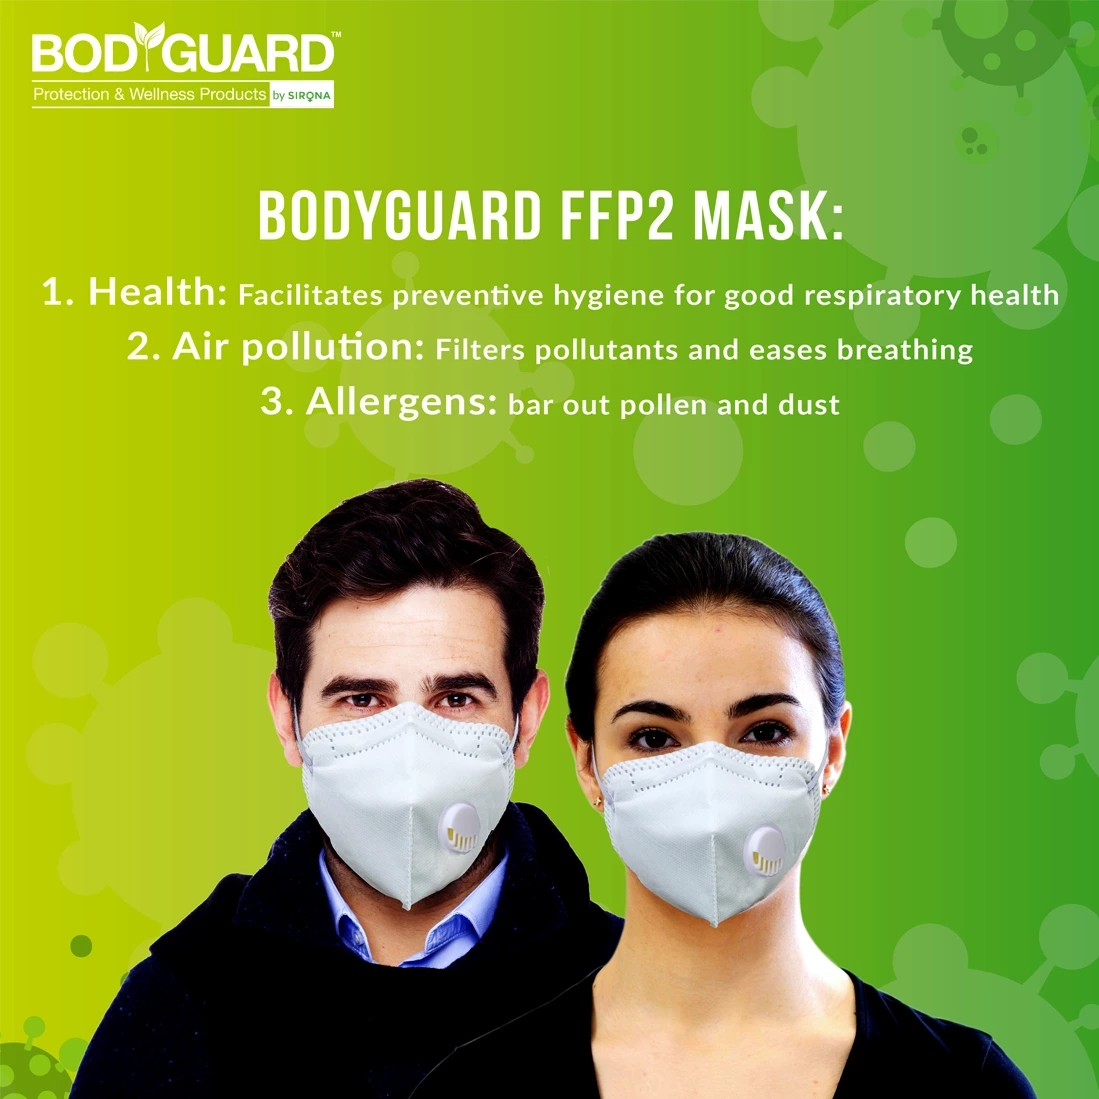 BODYGUARD™
Protection & Wellness Products by SIRONA
BODYGUARD FFP2 MASK:
1. Health: Facilitates preventive hygiene for good respiratory health
2. Air pollution: Filters pollutants and eases breathing
3. Allergens: bar out pollen and dust